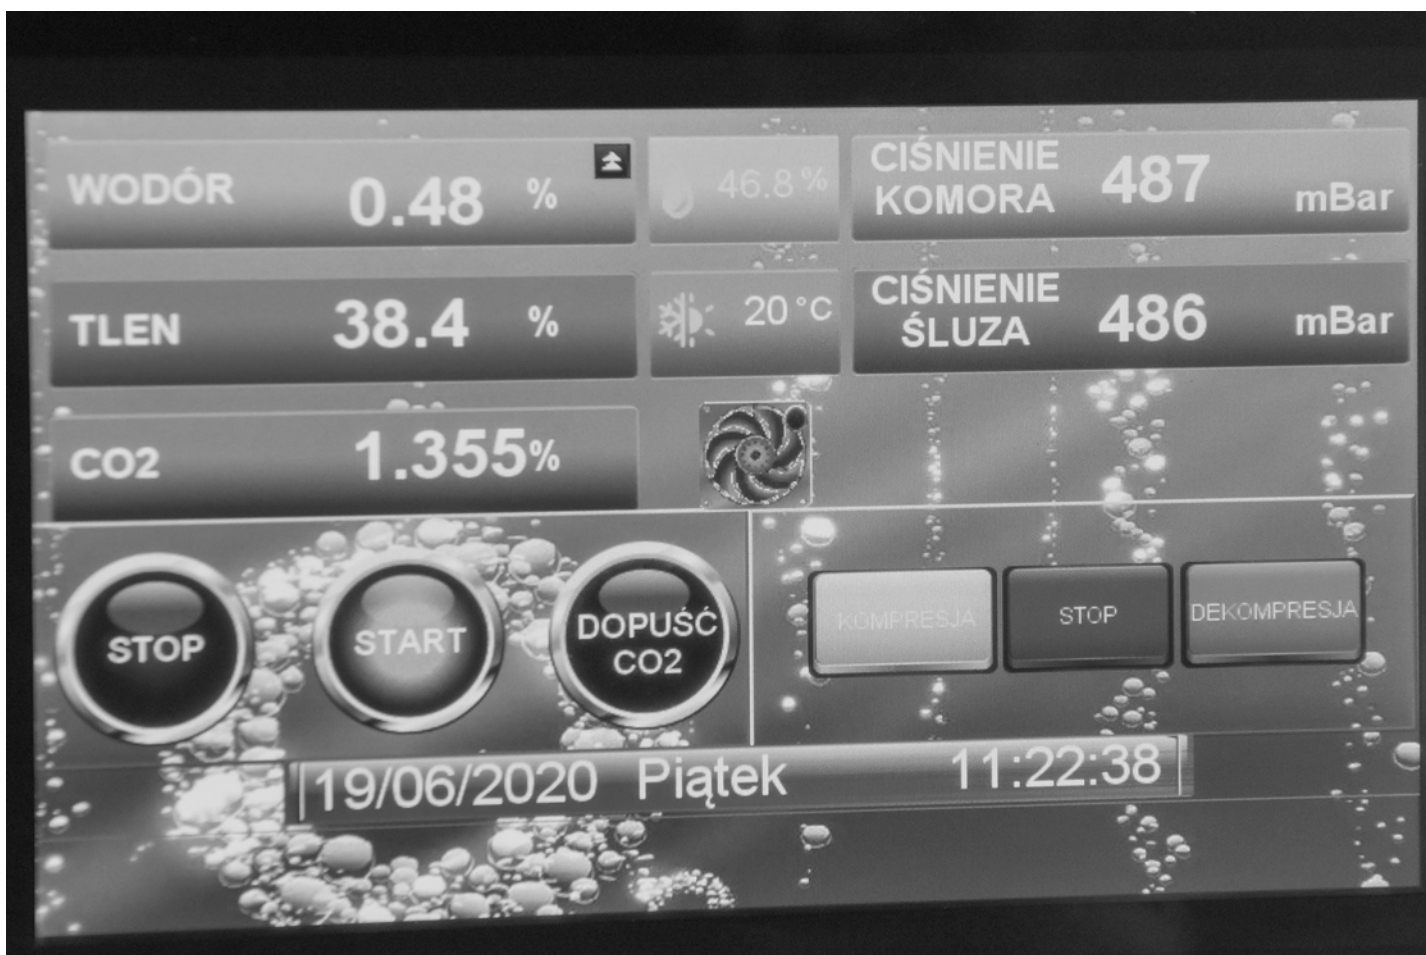 WODÓR 0.48 %
46.8 %
CIŚNIENIE
KOMORA 487 mBar
TLEN 38.4 %
20 °C
CIŚNIENIE
ŚLUZA 486 mBar
CO2 1.355%
STOP
START
DOPUŚĆ
CO2
KOMPRESJA
STOP
DEKOMPRESJA
19/06/2020 Piątek 11:22:38